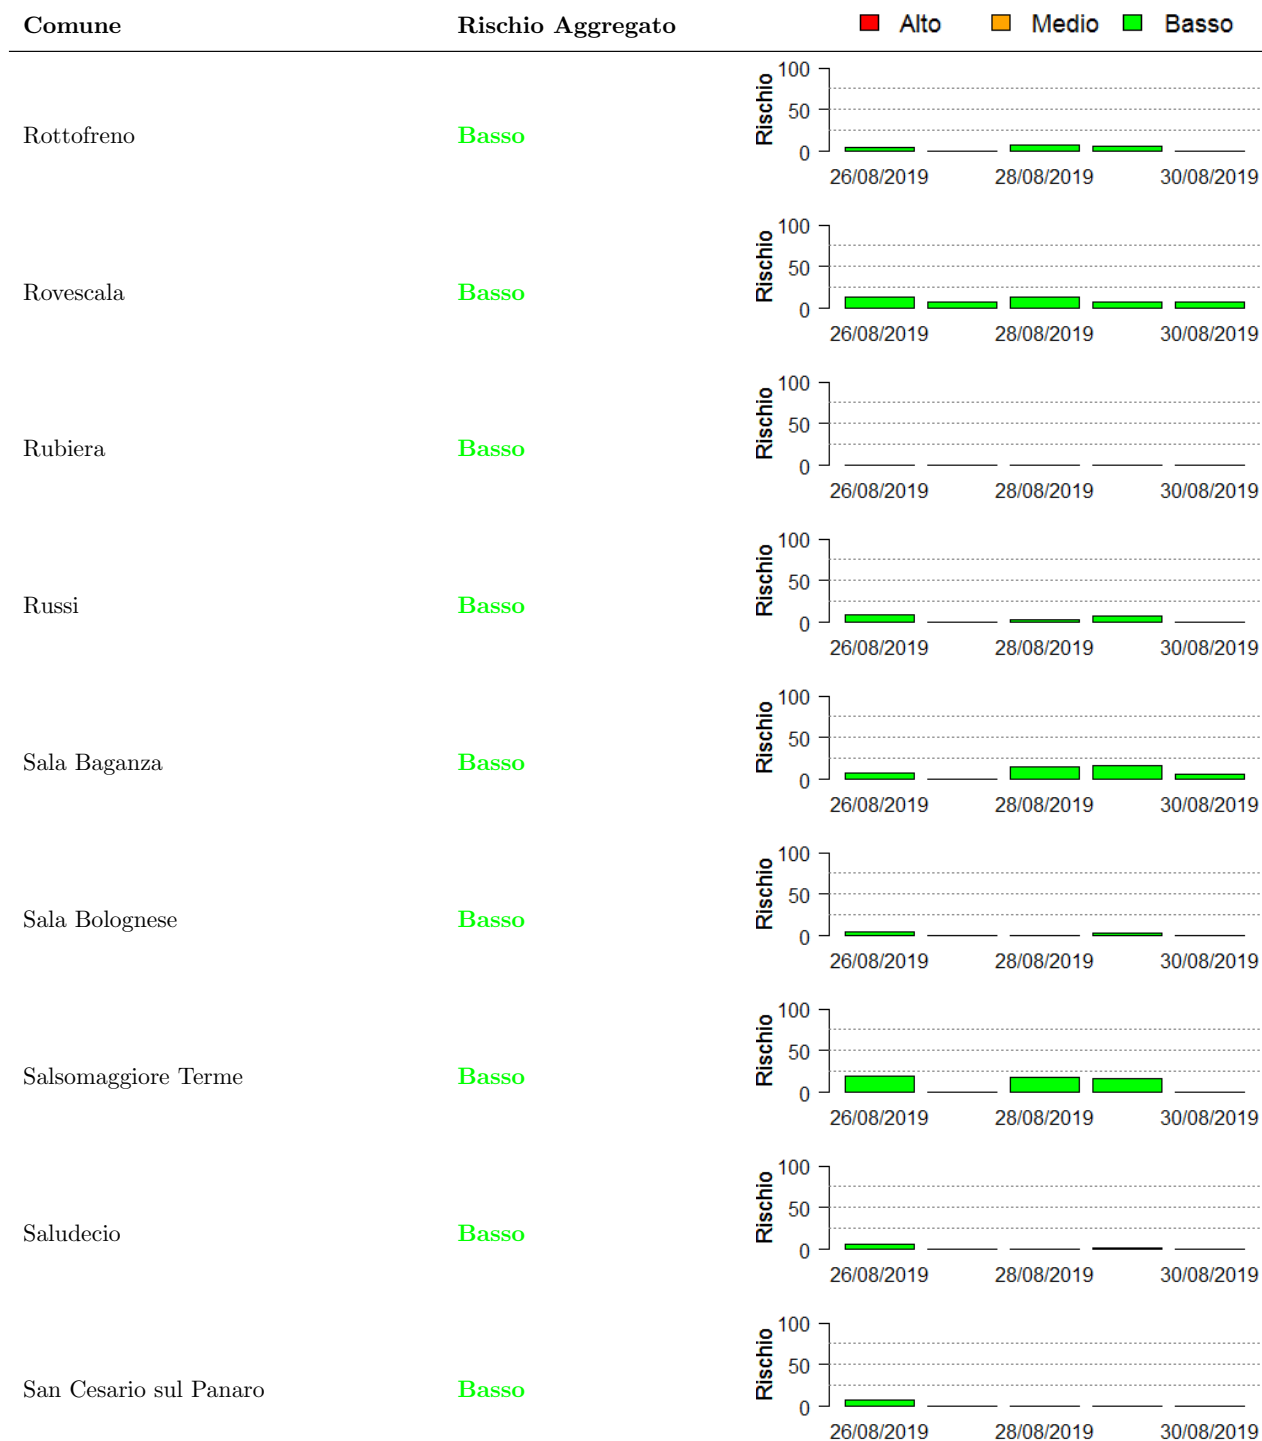 Comune Rischio Aggregato Alto Medio Basso
100
50
0
Rischio
Rottofreno Basso
26/08/2019 28/08/2019 30/08/2019
100
50
0
Rischio
Rovescala Basso
26/08/2019 28/08/2019 30/08/2019
100
50
0
Rischio
Rubiera Basso
26/08/2019 28/08/2019 30/08/2019
100
50
0
Rischio
Russi Basso
26/08/2019 28/08/2019 30/08/2019
100
50
0
Rischio
Sala Baganza Basso
26/08/2019 28/08/2019 30/08/2019
100
50
0
Rischio
Sala Bolognese Basso
26/08/2019 28/08/2019 30/08/2019
100
50
0
Rischio
Salsomaggiore Terme Basso
26/08/2019 28/08/2019 30/08/2019
100
50
0
Rischio
Saludecio Basso
26/08/2019 28/08/2019 30/08/2019
100
50
0
Rischio
San Cesario sul Panaro Basso
26/08/2019 28/08/2019 30/08/2019